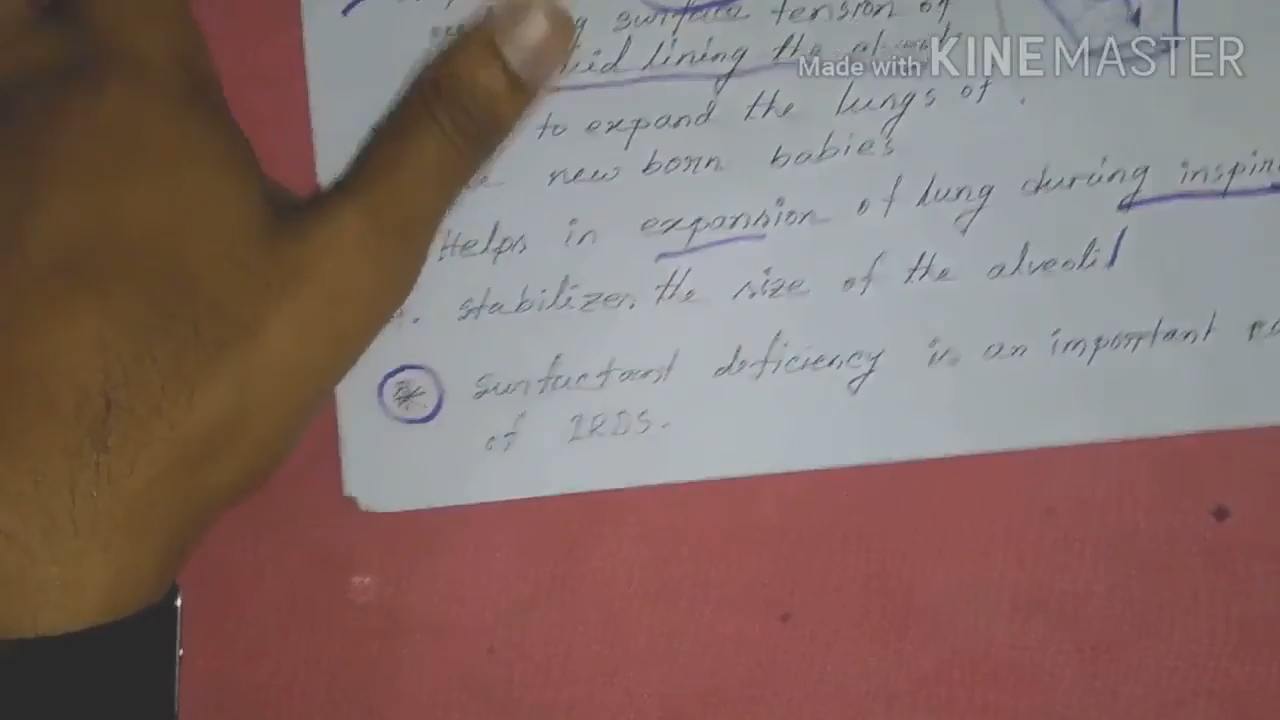 surface tension of
lining the
Made with KINEMASTER
to expand the lungs of
new born babies
Helps in expansion of lung during
stabilizes the size of the alveoli
* surfactant deficiency is an important
of IRDS.